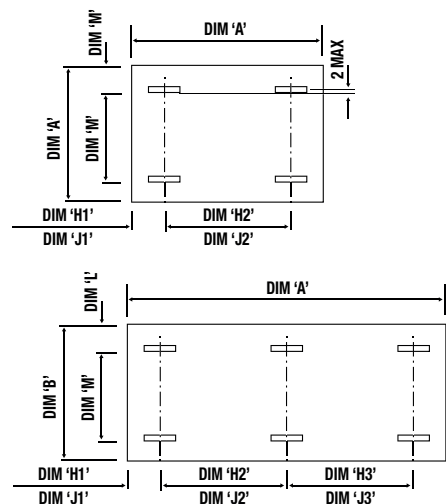 DIM ‘M’
DIM ‘A’
2 MAX
DIM ‘A’
DIM ‘M’
DIM ‘H1’
DIM ‘H2’
DIM ‘J1’
DIM ‘J2’
DIM ‘L’
DIM ‘A’
DIM ‘B’
DIM ‘M’
DIM ‘H1’
DIM ‘H2’
DIM ‘H3’
DIM ‘J1’
DIM ‘J2’
DIM ‘J3’